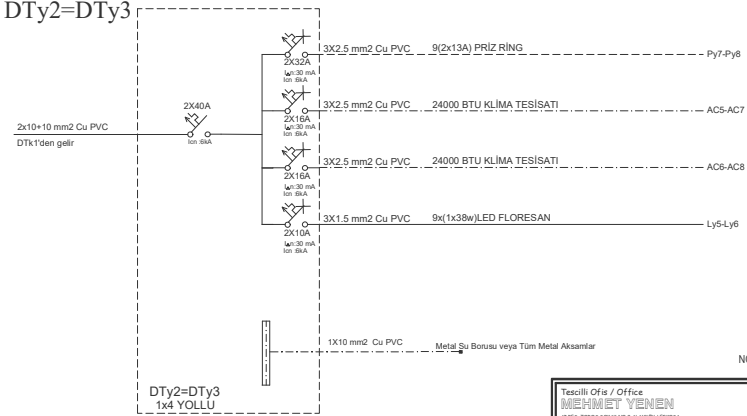 DTy2=DTy3
2X32A
I▲n:30 mA
Icn :6kA
3X2.5 mm2 Cu PVC
9(2x13A) PRİZ RİNG
Py7-Py8
2X40A
Icn :6kA
2x10+10 mm2 Cu PVC
DTk1'den gelir
2X16A
I▲n:30 mA
Icn :6kA
3X2.5 mm2 Cu PVC
24000 BTU KLİMA TESİSATI
AC5-AC7
2X16A
I▲n:30 mA
Icn :6kA
3X2.5 mm2 Cu PVC
24000 BTU KLİMA TESİSATI
AC6-AC8
2X10A
I▲n:30 mA
Icn :6kA
3X1.5 mm2 Cu PVC
9x(1x38w)LED FLORESAN
Ly5-Ly6
1X10 mm2 Cu PVC
Metal Su Borusu veya Tüm Metal Aksamlar
DTy2=DTy3
1x4 YOLLU
Tescilli Ofis / Office
MEHMET YENEN